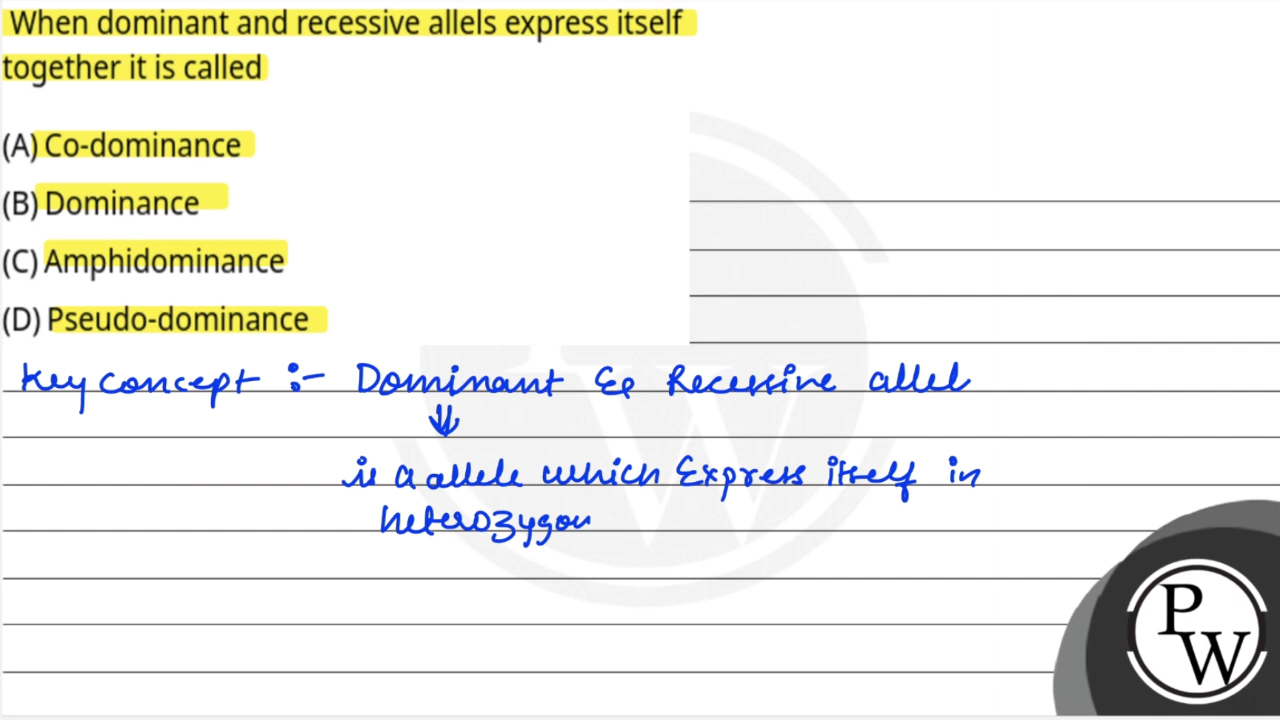 When dominant and recessive allels express itself
together it is called
(A) Co-dominance
(B) Dominance
(C) Amphidominance
(D) Pseudo-dominance
Key concept :- Dominant & Recessive allel
is a allele which Express itself in
heterozygou
PW